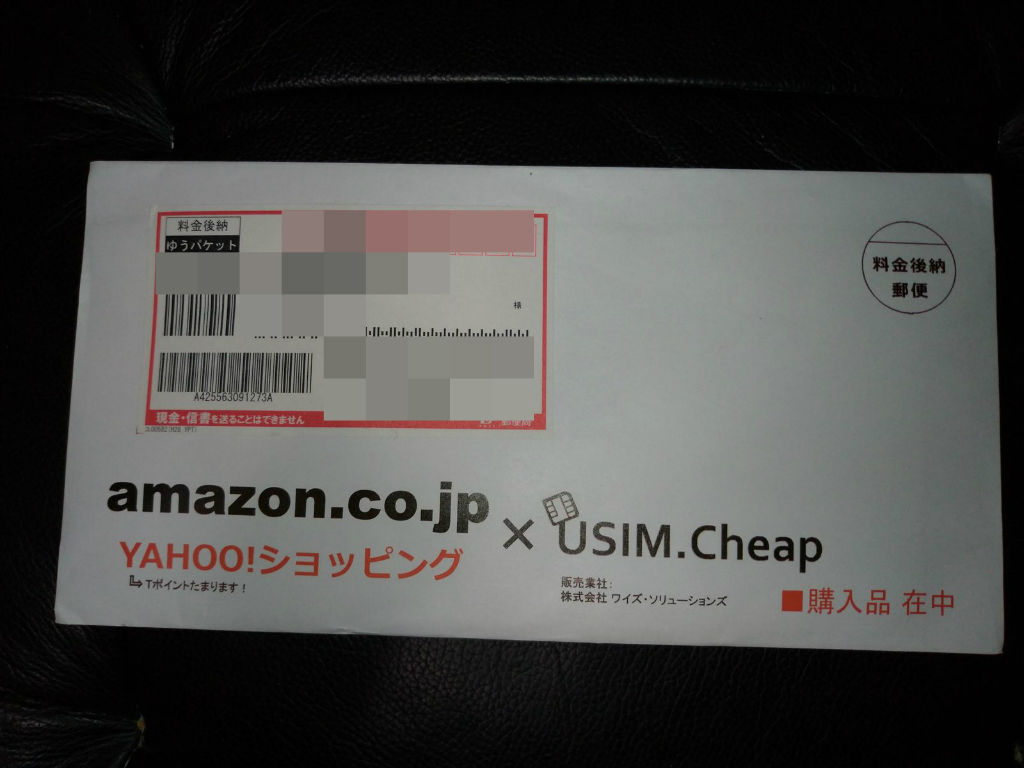 料金後納
ゆうパケット
様
A425563091273A
現金・信書を送ることはできません
料金後納
郵便
amazon.co.jp
× USIM.Cheap
YAHOO!ショッピング
Tポイントたまります!
販売業社:
株式会社 ワイズ・ソリューションズ
■購入品 在中